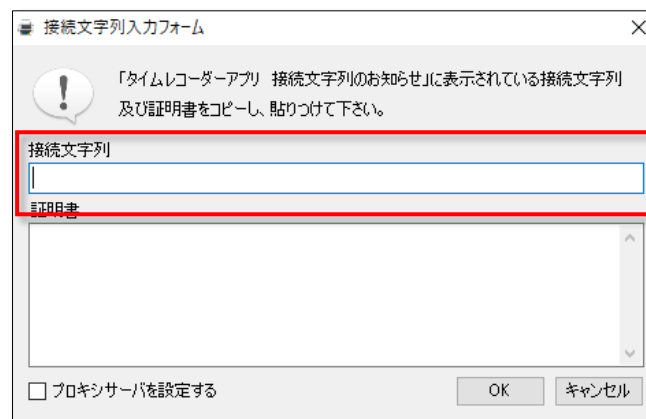 接続文字列入力フォーム
「タイムレコーダーアプリ 接続文字列のお知らせ」に表示されている接続文字列
及び証明書をコピーし、貼りつけて下さい。
接続文字列
証明書
プロキシサーバを設定する
OK
キャンセル